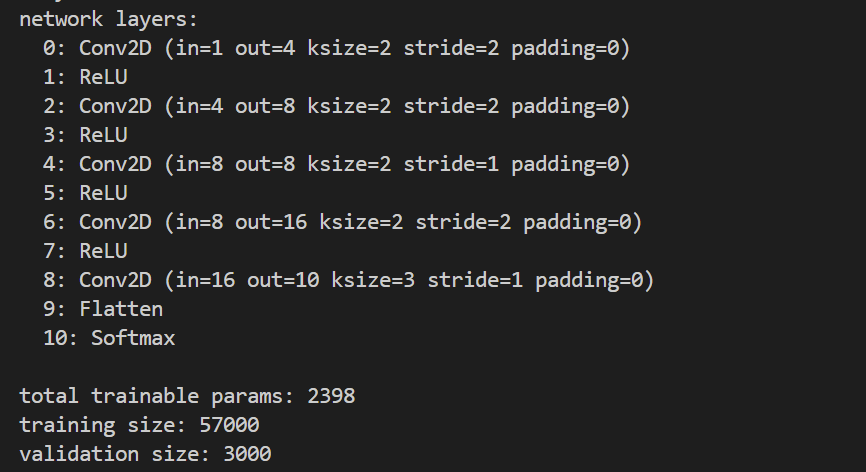 network layers:
0: Conv2D (in=1 out=4 ksize=2 stride=2 padding=0)
1: ReLU
2: Conv2D (in=4 out=8 ksize=2 stride=2 padding=0)
3: ReLU
4: Conv2D (in=8 out=8 ksize=2 stride=1 padding=0)
5: ReLU
6: Conv2D (in=8 out=16 ksize=2 stride=2 padding=0)
7: ReLU
8: Conv2D (in=16 out=10 ksize=3 stride=1 padding=0)
9: Flatten
10: Softmax
total trainable params: 2398
training size: 57000
validation size: 3000